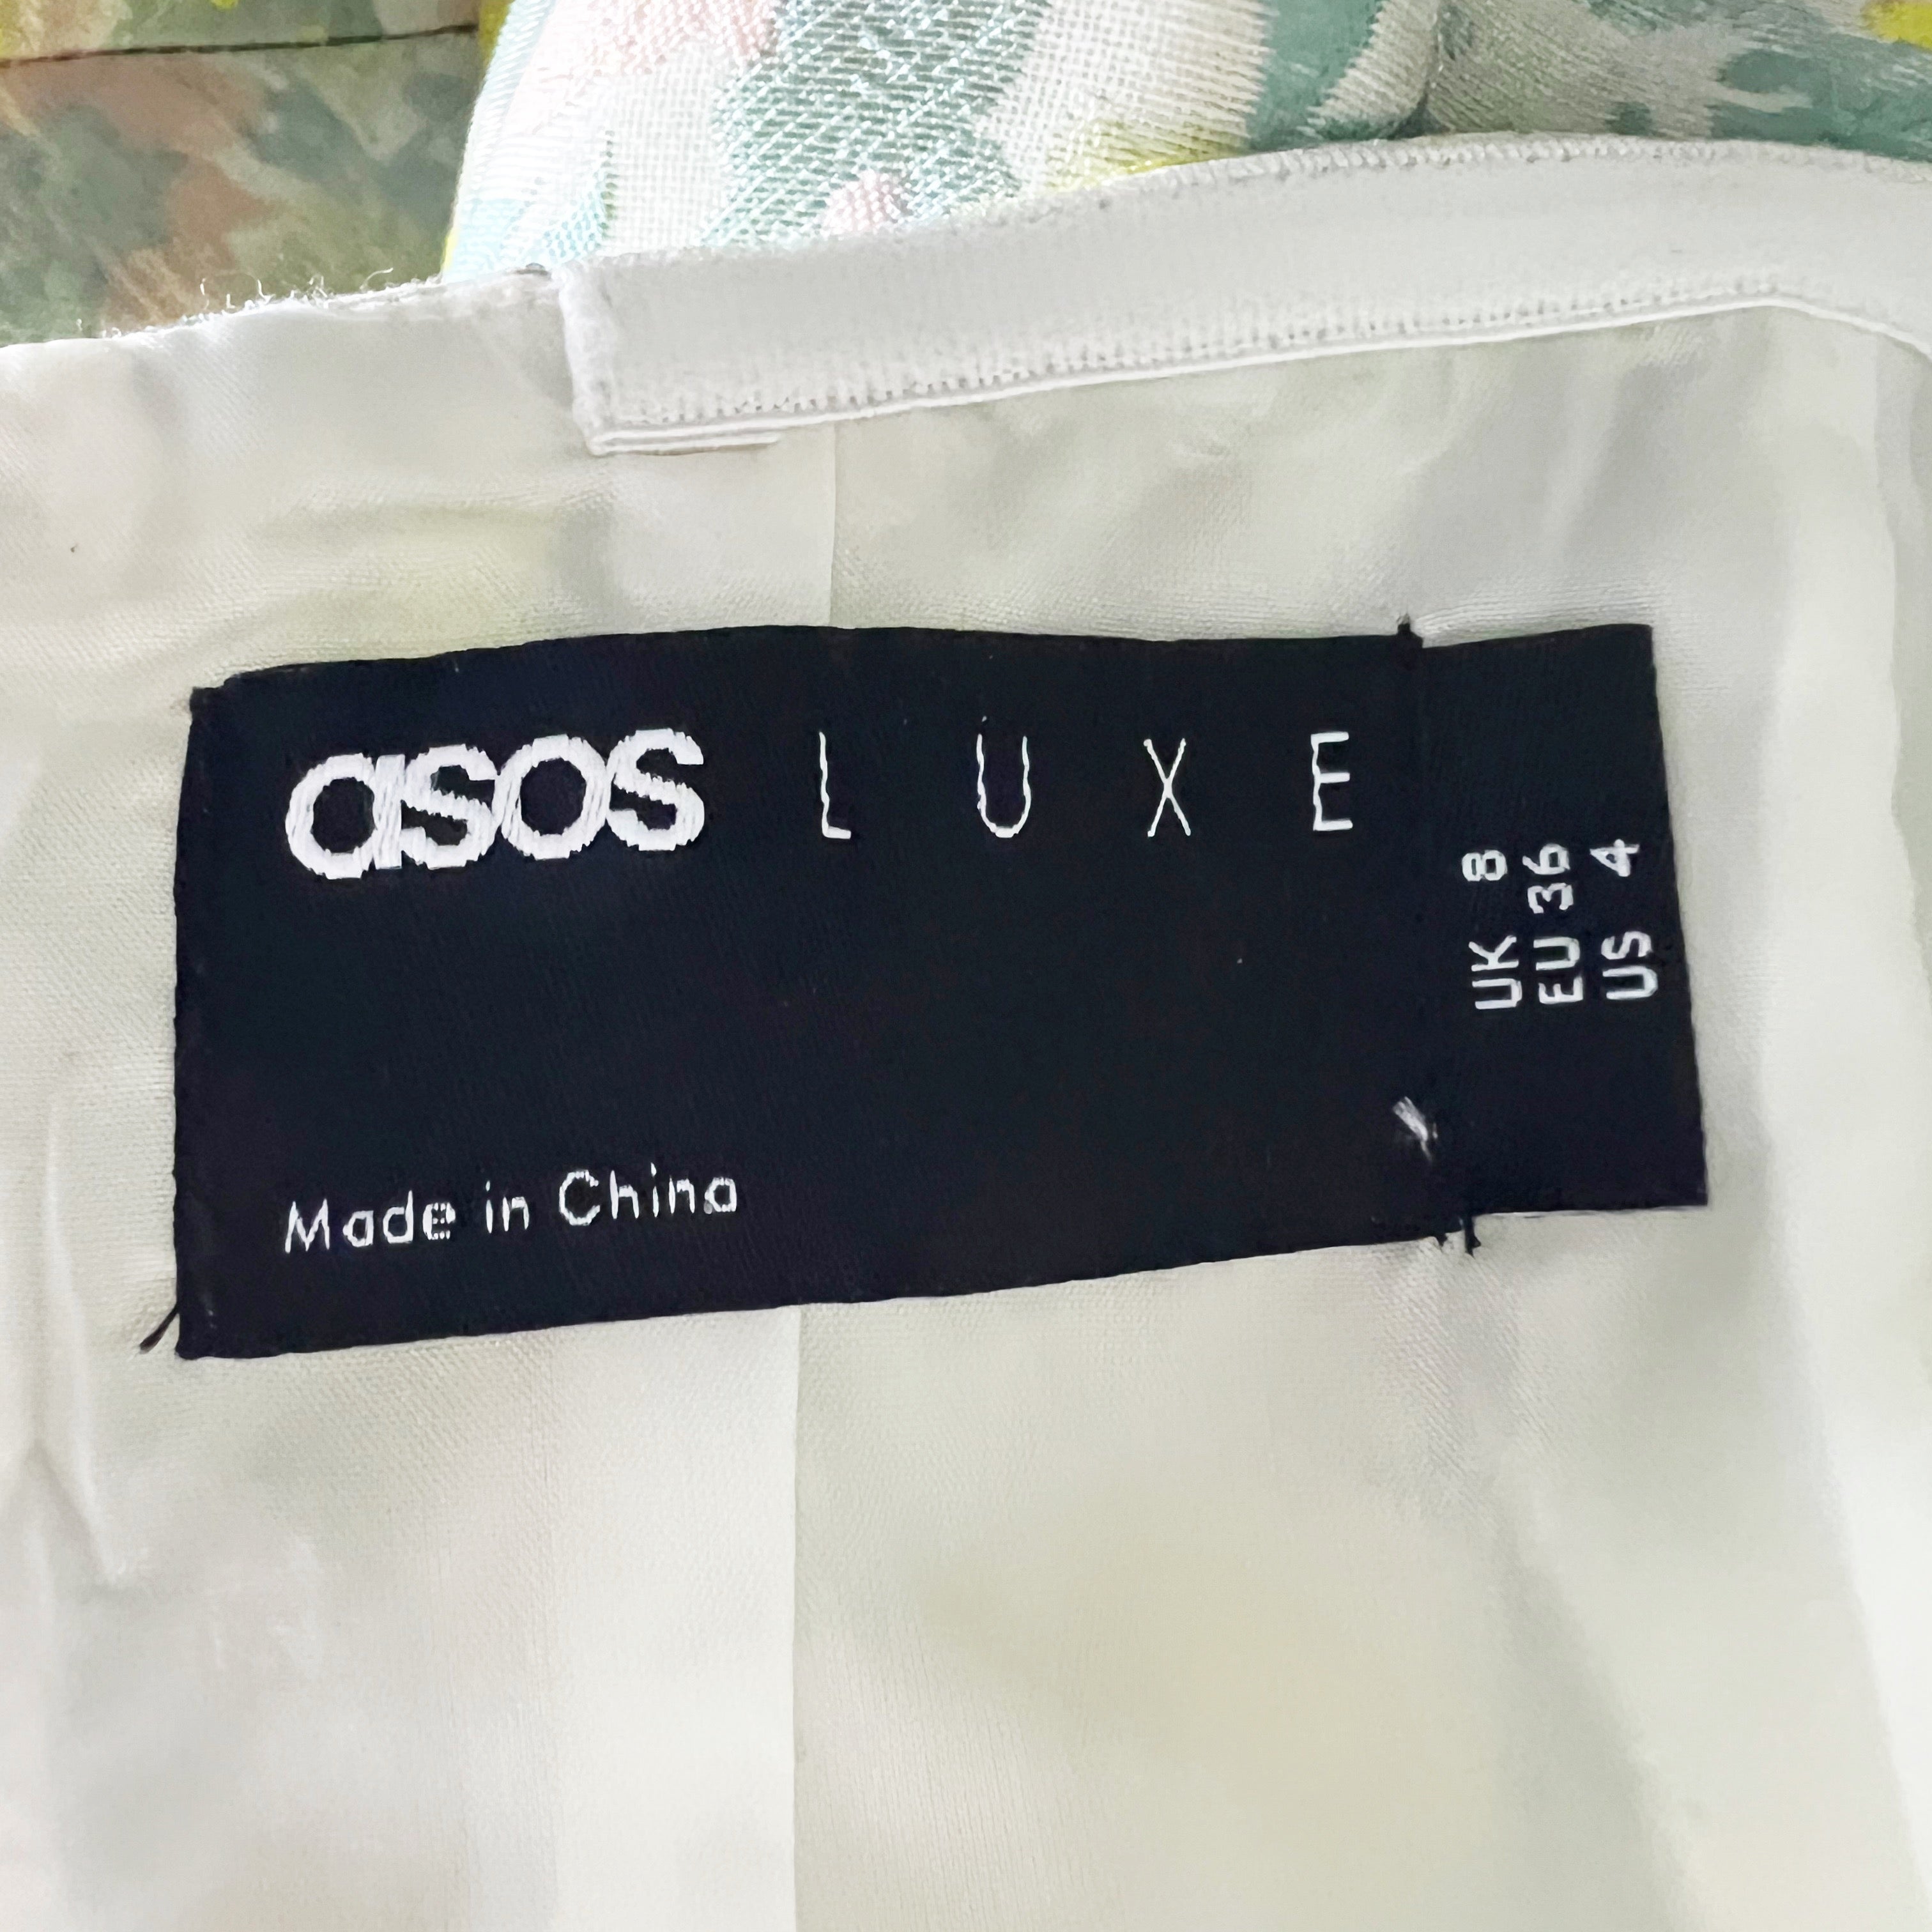 asos LUXE
Made in China
UK 8
EU 36
US 4